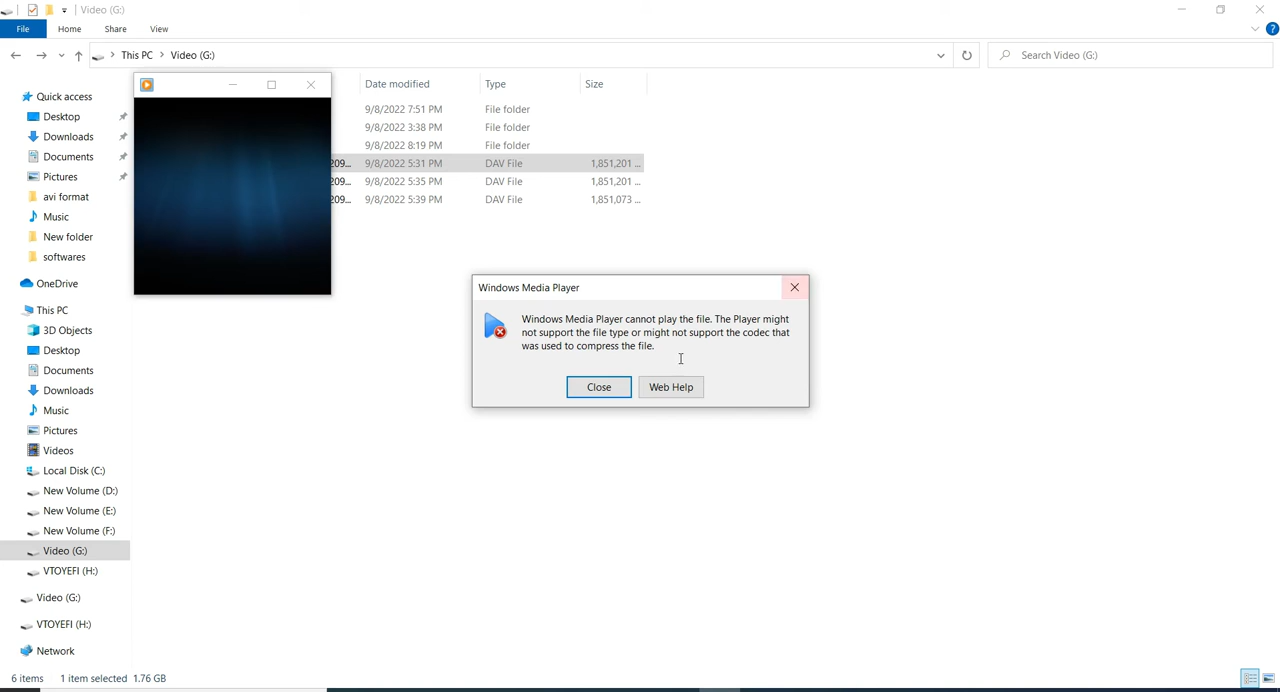 Video (G:)
File Home Share View
This PC Video (G:)
Search Video (G:)
Date modified Type Size
Quick access
Desktop
Downloads
Documents
Pictures
avi format
Music
New folder
softwares
OneDrive
This PC
3D Objects
Desktop
Documents
Downloads
Music
Pictures
Videos
Local Disk (C:)
New Volume (D:)
New Volume (E:)
New Volume (F:)
Video (G:)
VTOYEFI (H:)
Video (G:)
VTOYEFI (H:)
Network
9/8/2022 7:51 PM File folder
9/8/2022 3:38 PM File folder
9/8/2022 8:19 PM File folder
209... 9/8/2022 5:31 PM DAV File 1,851,201 ...
209... 9/8/2022 5:35 PM DAV File 1,851,201 ...
209... 9/8/2022 5:39 PM DAV File 1,851,073 ...
Windows Media Player
Windows Media Player cannot play the file. The Player might
not support the file type or might not support the codec that
was used to compress the file.
Close Web Help
6 items 1 item selected 1.76 GB